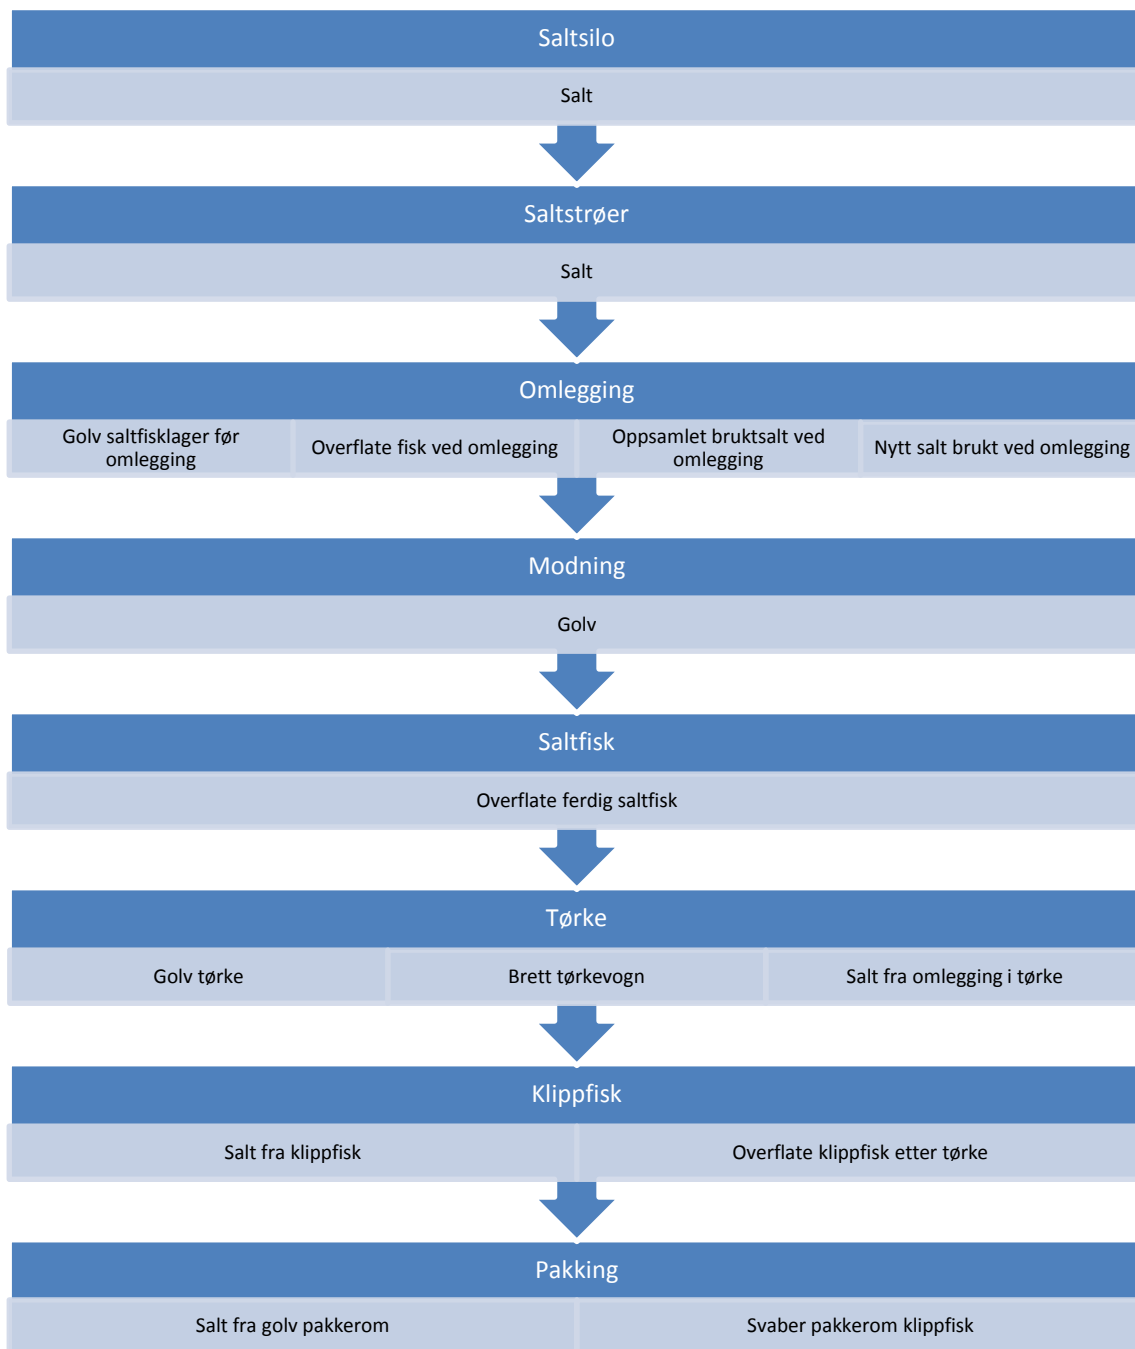 Saltsilo
Salt
Saltstrøer
Salt
Omlegging
Golv saltfisklager før
omlegging
Overflate fisk ved omlegging
Oppsamlet bruktsalt ved
omlegging
Nytt salt brukt ved omlegging
Modning
Golv
Saltfisk
Overflate ferdig saltfisk
Tørke
Golv tørke
Brett tørkevogn
Salt fra omlegging i tørke
Klippfisk
Salt fra klippfisk
Overflate klippfisk etter tørke
Pakking
Salt fra golv pakkerom
Svaber pakkerom klippfisk